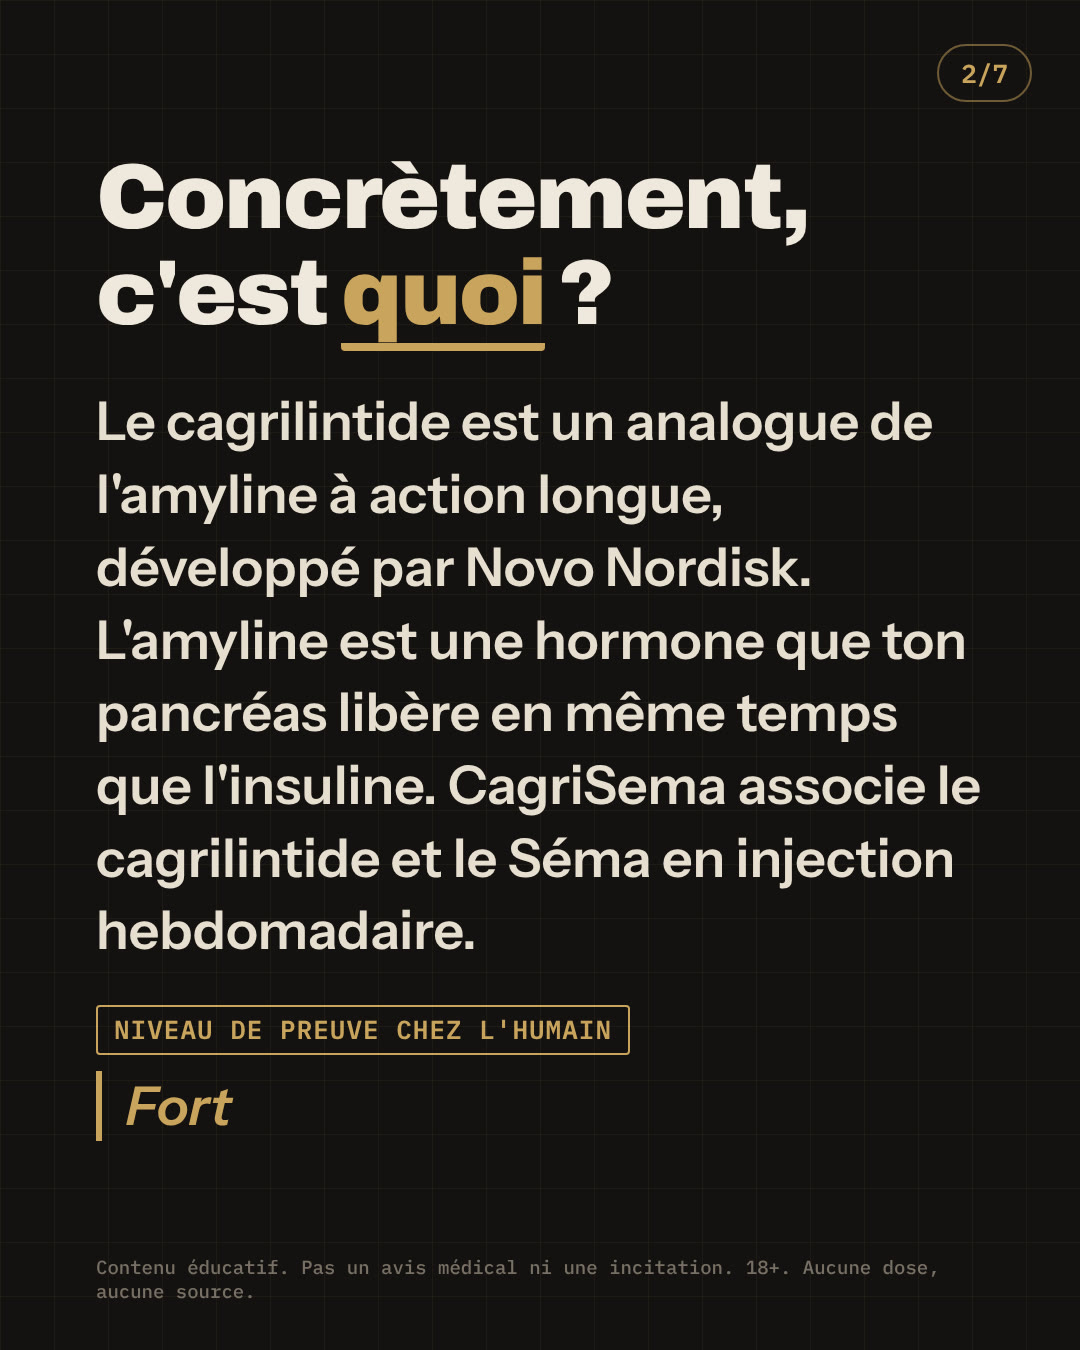 2/7
Concrètement,
c'est quoi ?
Le cagrilintide est un analogue de
l'amyline à action longue,
développé par Novo Nordisk.
L'amyline est une hormone que ton
pancréas libère en même temps
que l'insuline. CagriSema associe le
cagrilintide et le Séma en injection
hebdomadaire.
NIVEAU DE PREUVE CHEZ L'HUMAIN
Fort
Contenu éducatif. Pas un avis médical ni une incitation. 18+. Aucune dose,
aucune source.